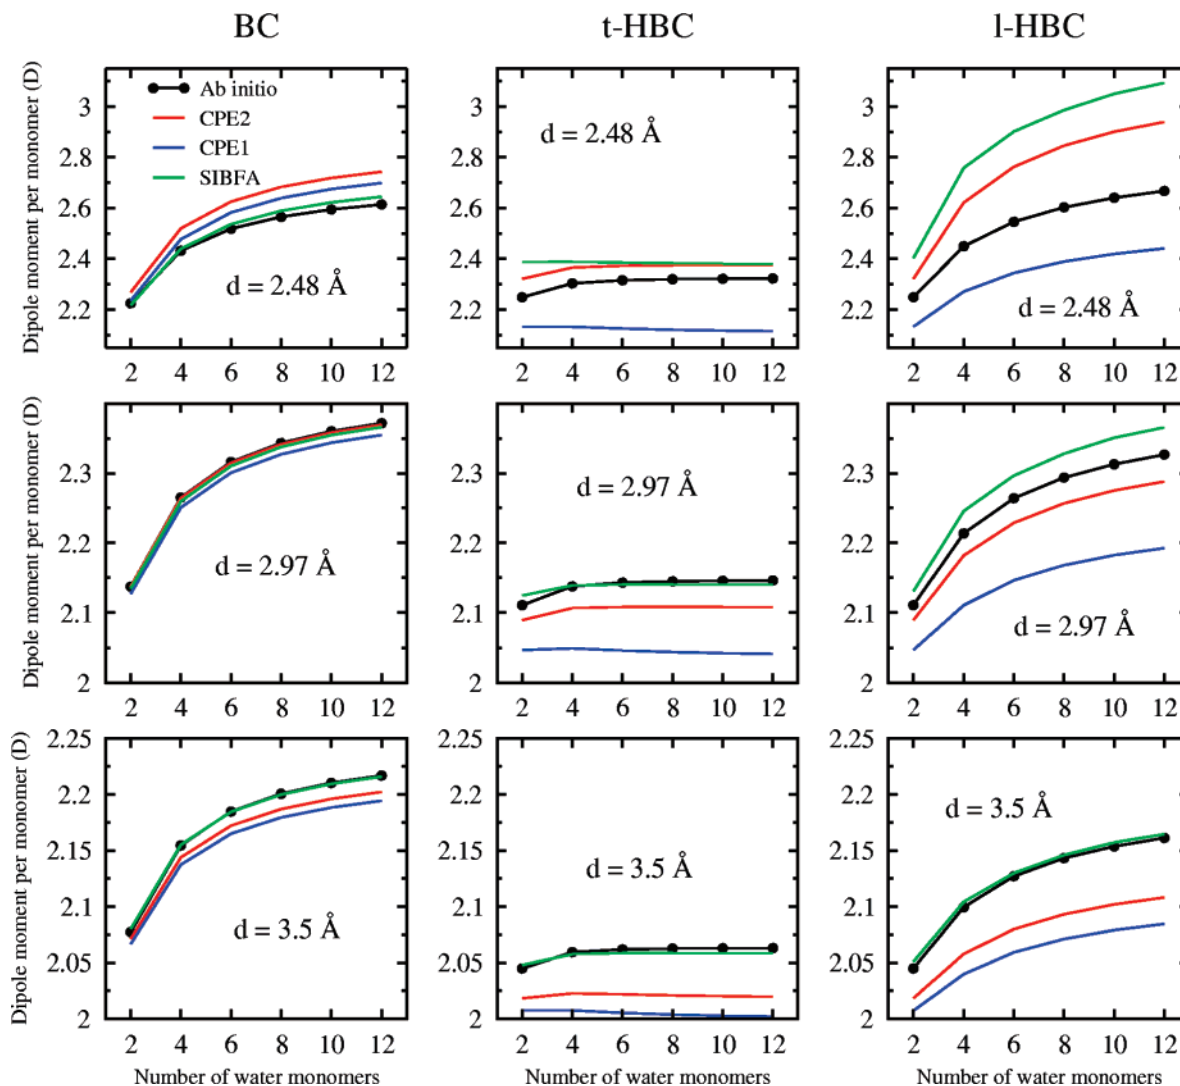 BC
t-HBC
l-HBC
Dipole moment per monomer (D)
3
2.8
2.6
2.4
2.2
Ab initio
CPE2
CPE1
SIBFA
d = 2.48 Å
d = 2.48 Å
d = 2.48 Å
2 4 6 8 10 12
2 4 6 8 10 12
2 4 6 8 10 12
3
2.8
2.6
2.4
2.2
3
2.8
2.6
2.4
2.2
Dipole moment per monomer (D)
2.3
2.2
2.1
2
d = 2.97 Å
2 4 6 8 10 12
2.3
2.2
2.1
2
d = 2.97 Å
2 4 6 8 10 12
2.3
2.2
2.1
2
d = 2.97 Å
2 4 6 8 10 12
Dipole moment per monomer (D)
2.25
2.2
2.15
2.1
2.05
2
d = 3.5 Å
2 4 6 8 10 12
Number of water monomers
2.25
2.2
2.15
2.1
2.05
2
d = 3.5 Å
2 4 6 8 10 12
Number of water monomers
2.25
2.2
2.15
2.1
2.05
2
d = 3.5 Å
2 4 6 8 10 12
Number of water monomers